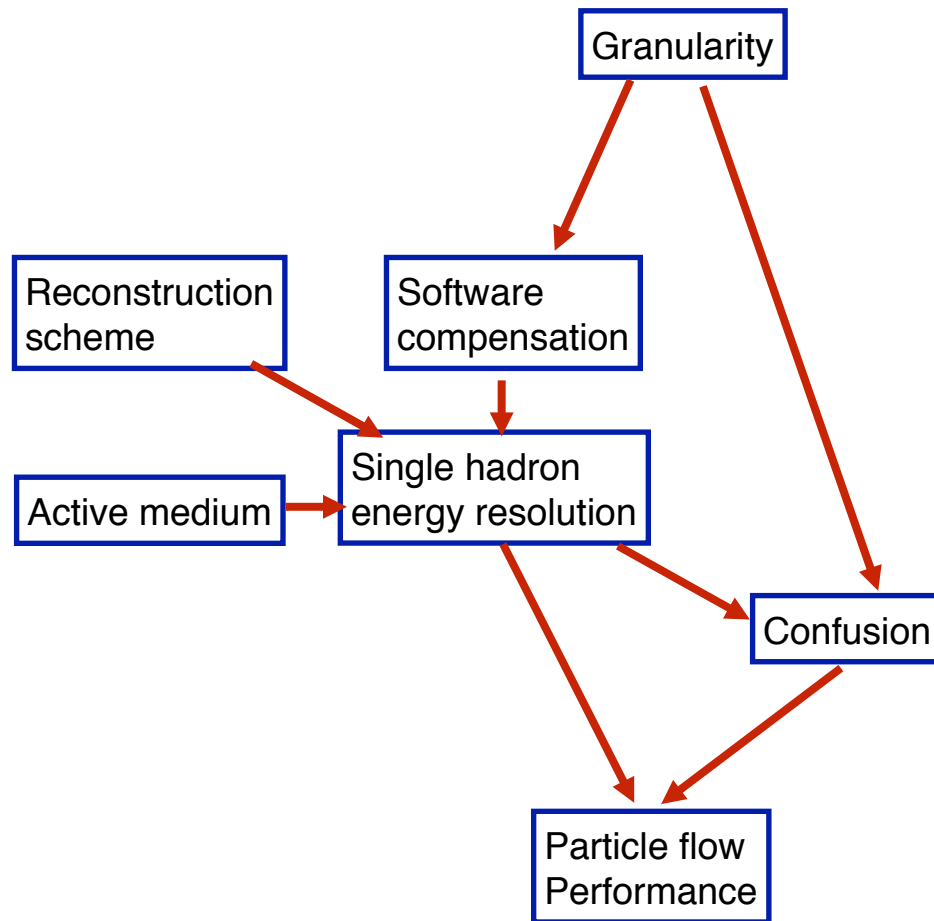 Granularity
Reconstruction
scheme
Software
compensation
Single hadron
energy resolution
Active medium
Confusion
Particle flow
Performance